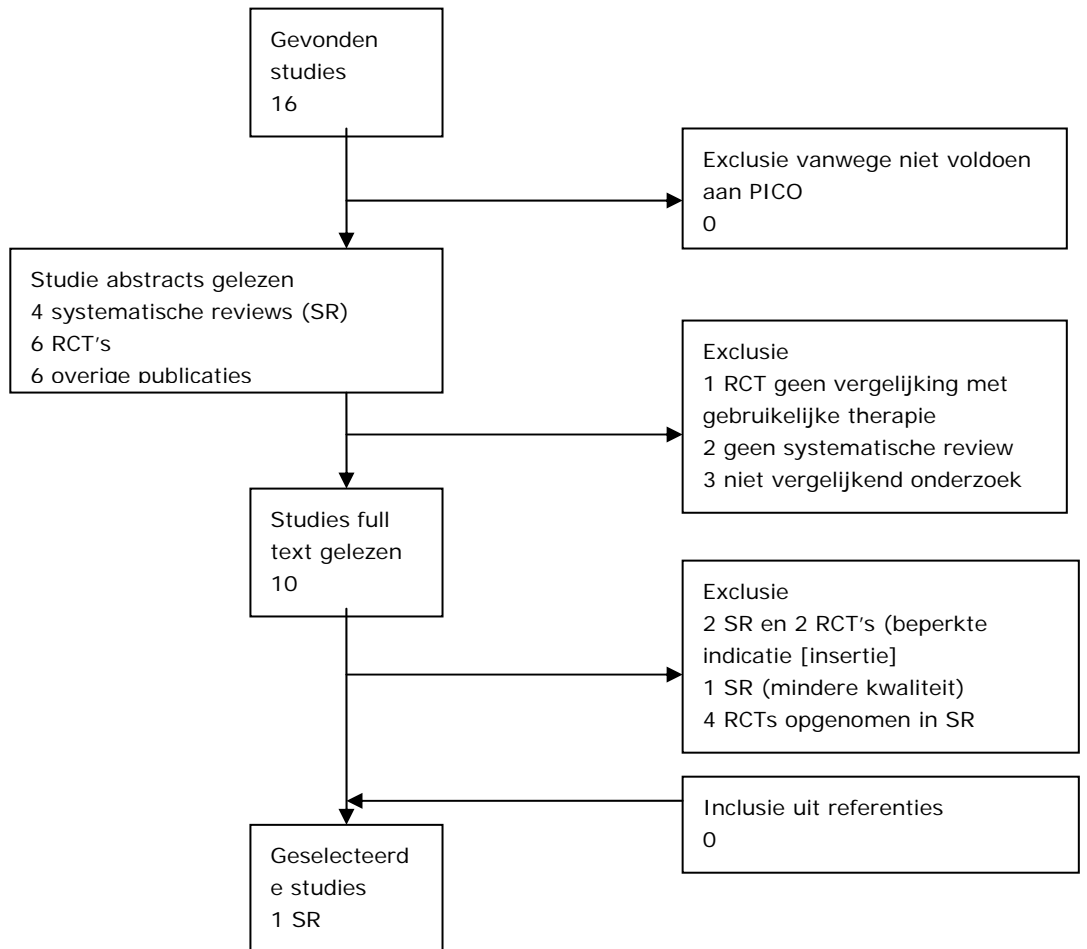 Gevonden
studies
16
Exclusie vanwege niet voldoen
aan PICO
0
Studie abstracts gelezen
4 systematische reviews (SR)
6 RCT's
6 overige publicaties
Exclusie
1 RCT geen vergelijking met
gebruikelijke therapie
2 geen systematische review
3 niet vergelijkend onderzoek
Studies full
text gelezen
10
Exclusie
2 SR en 2 RCT's (beperkte
indicatie [insertie]
1 SR (mindere kwaliteit)
4 RCTs opgenomen in SR
Inclusie uit referenties
0
Geselecteerd
e studies
1 SR